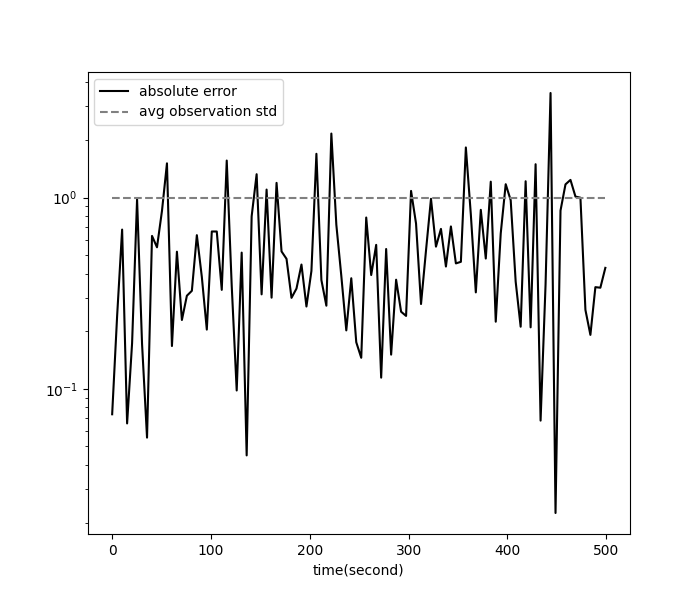 absolute error
avg observation std
10⁰
10⁻¹
0 100 200 300 400 500
time(second)